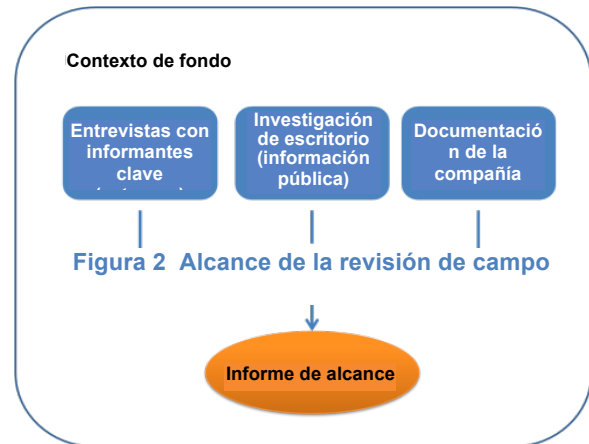 Contexto de fondo
Entrevistas con
informantes
clave
Investigación
de escritorio
(información
pública)
Documentació
n de la
compañía
Figura 2 Alcance de la revisión de campo
Informe de alcance